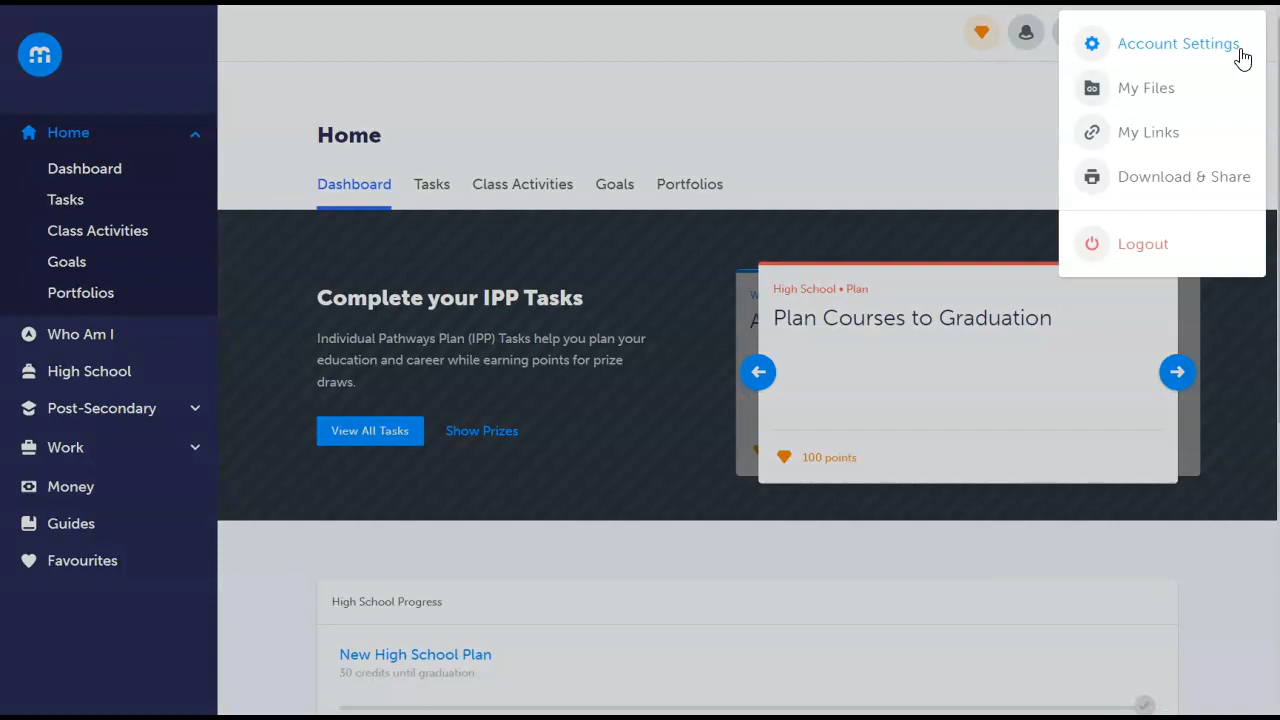 m
Home
Dashboard
Tasks
Class Activities
Goals
Portfolios
Who Am I
High School
Post-Secondary
Work
Money
Guides
Favourites
Home
Dashboard Tasks Class Activities Goals Portfolios
Complete your IPP Tasks
Individual Pathways Plan (IPP) Tasks help you plan your
education and career while earning points for prize
draws.
View All Tasks Show Prizes
W
A
High School • Plan
Plan Courses to Graduation
100 points
High School Progress
New High School Plan
30 credits until graduation
Account Settings
My Files
My Links
Download & Share
Logout